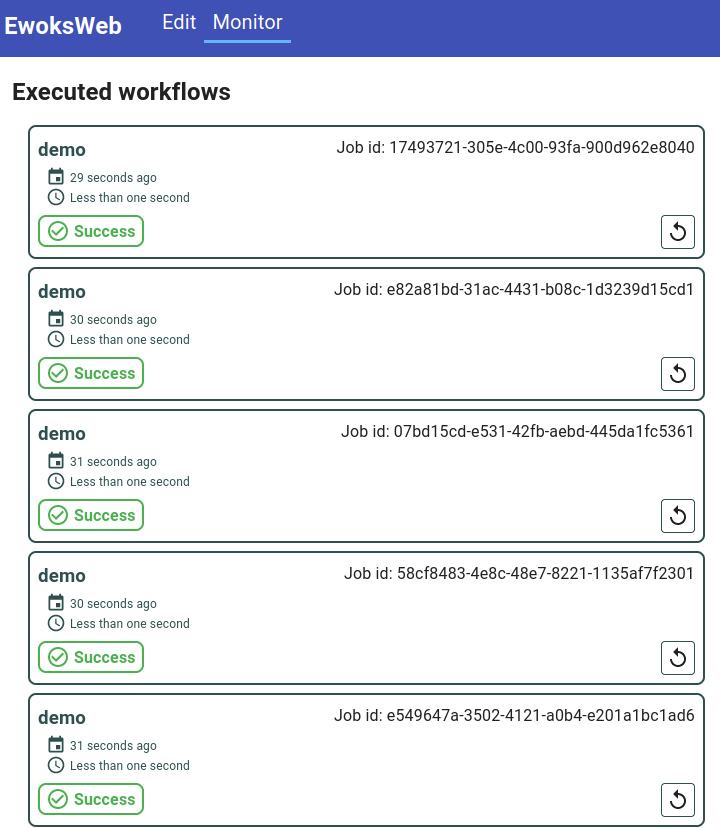 EwoksWeb Edit Monitor
Executed workflows
demo Job id: 17493721-305e-4c00-93fa-900d962e8040
29 seconds ago
Less than one second
Success
demo Job id: e82a81bd-31ac-4431-b08c-1d3239d15cd1
30 seconds ago
Less than one second
Success
demo Job id: 07bd15cd-e531-42fb-aebd-445da1fc5361
31 seconds ago
Less than one second
Success
demo Job id: 58cf8483-4e8c-48e7-8221-1135af7f2301
30 seconds ago
Less than one second
Success
demo Job id: e549647a-3502-4121-a0b4-e201a1bc1ad6
31 seconds ago
Less than one second
Success